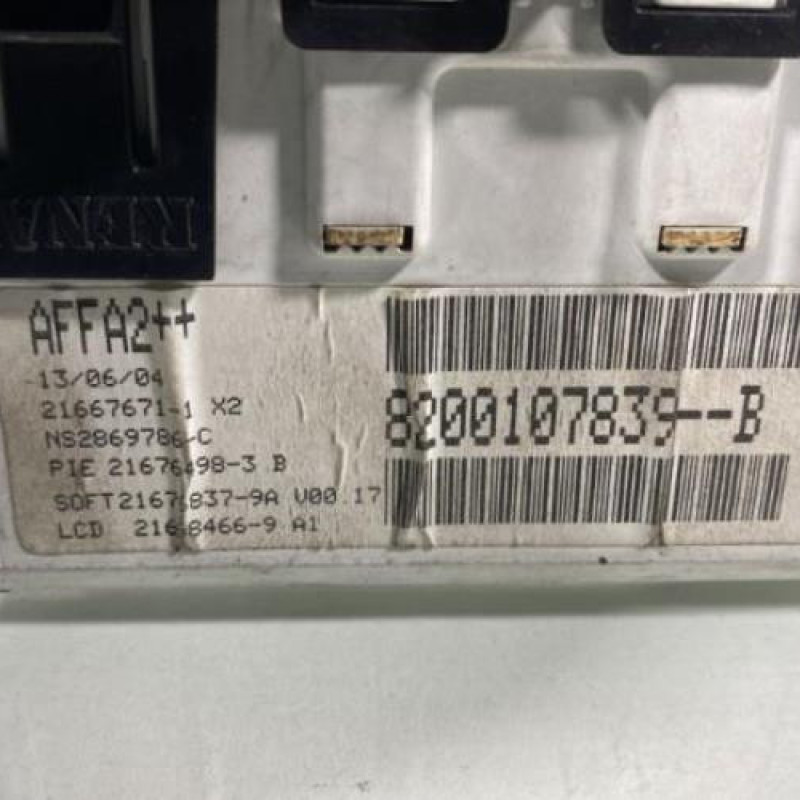 RENA
AFFA2++
13/06/04
21667671-1 X2
NS2869786-C
PIE 21676498-3 B
SOFT 2167 837-9A V00.17
LCD 216 8466-9 A1
8200107839--B